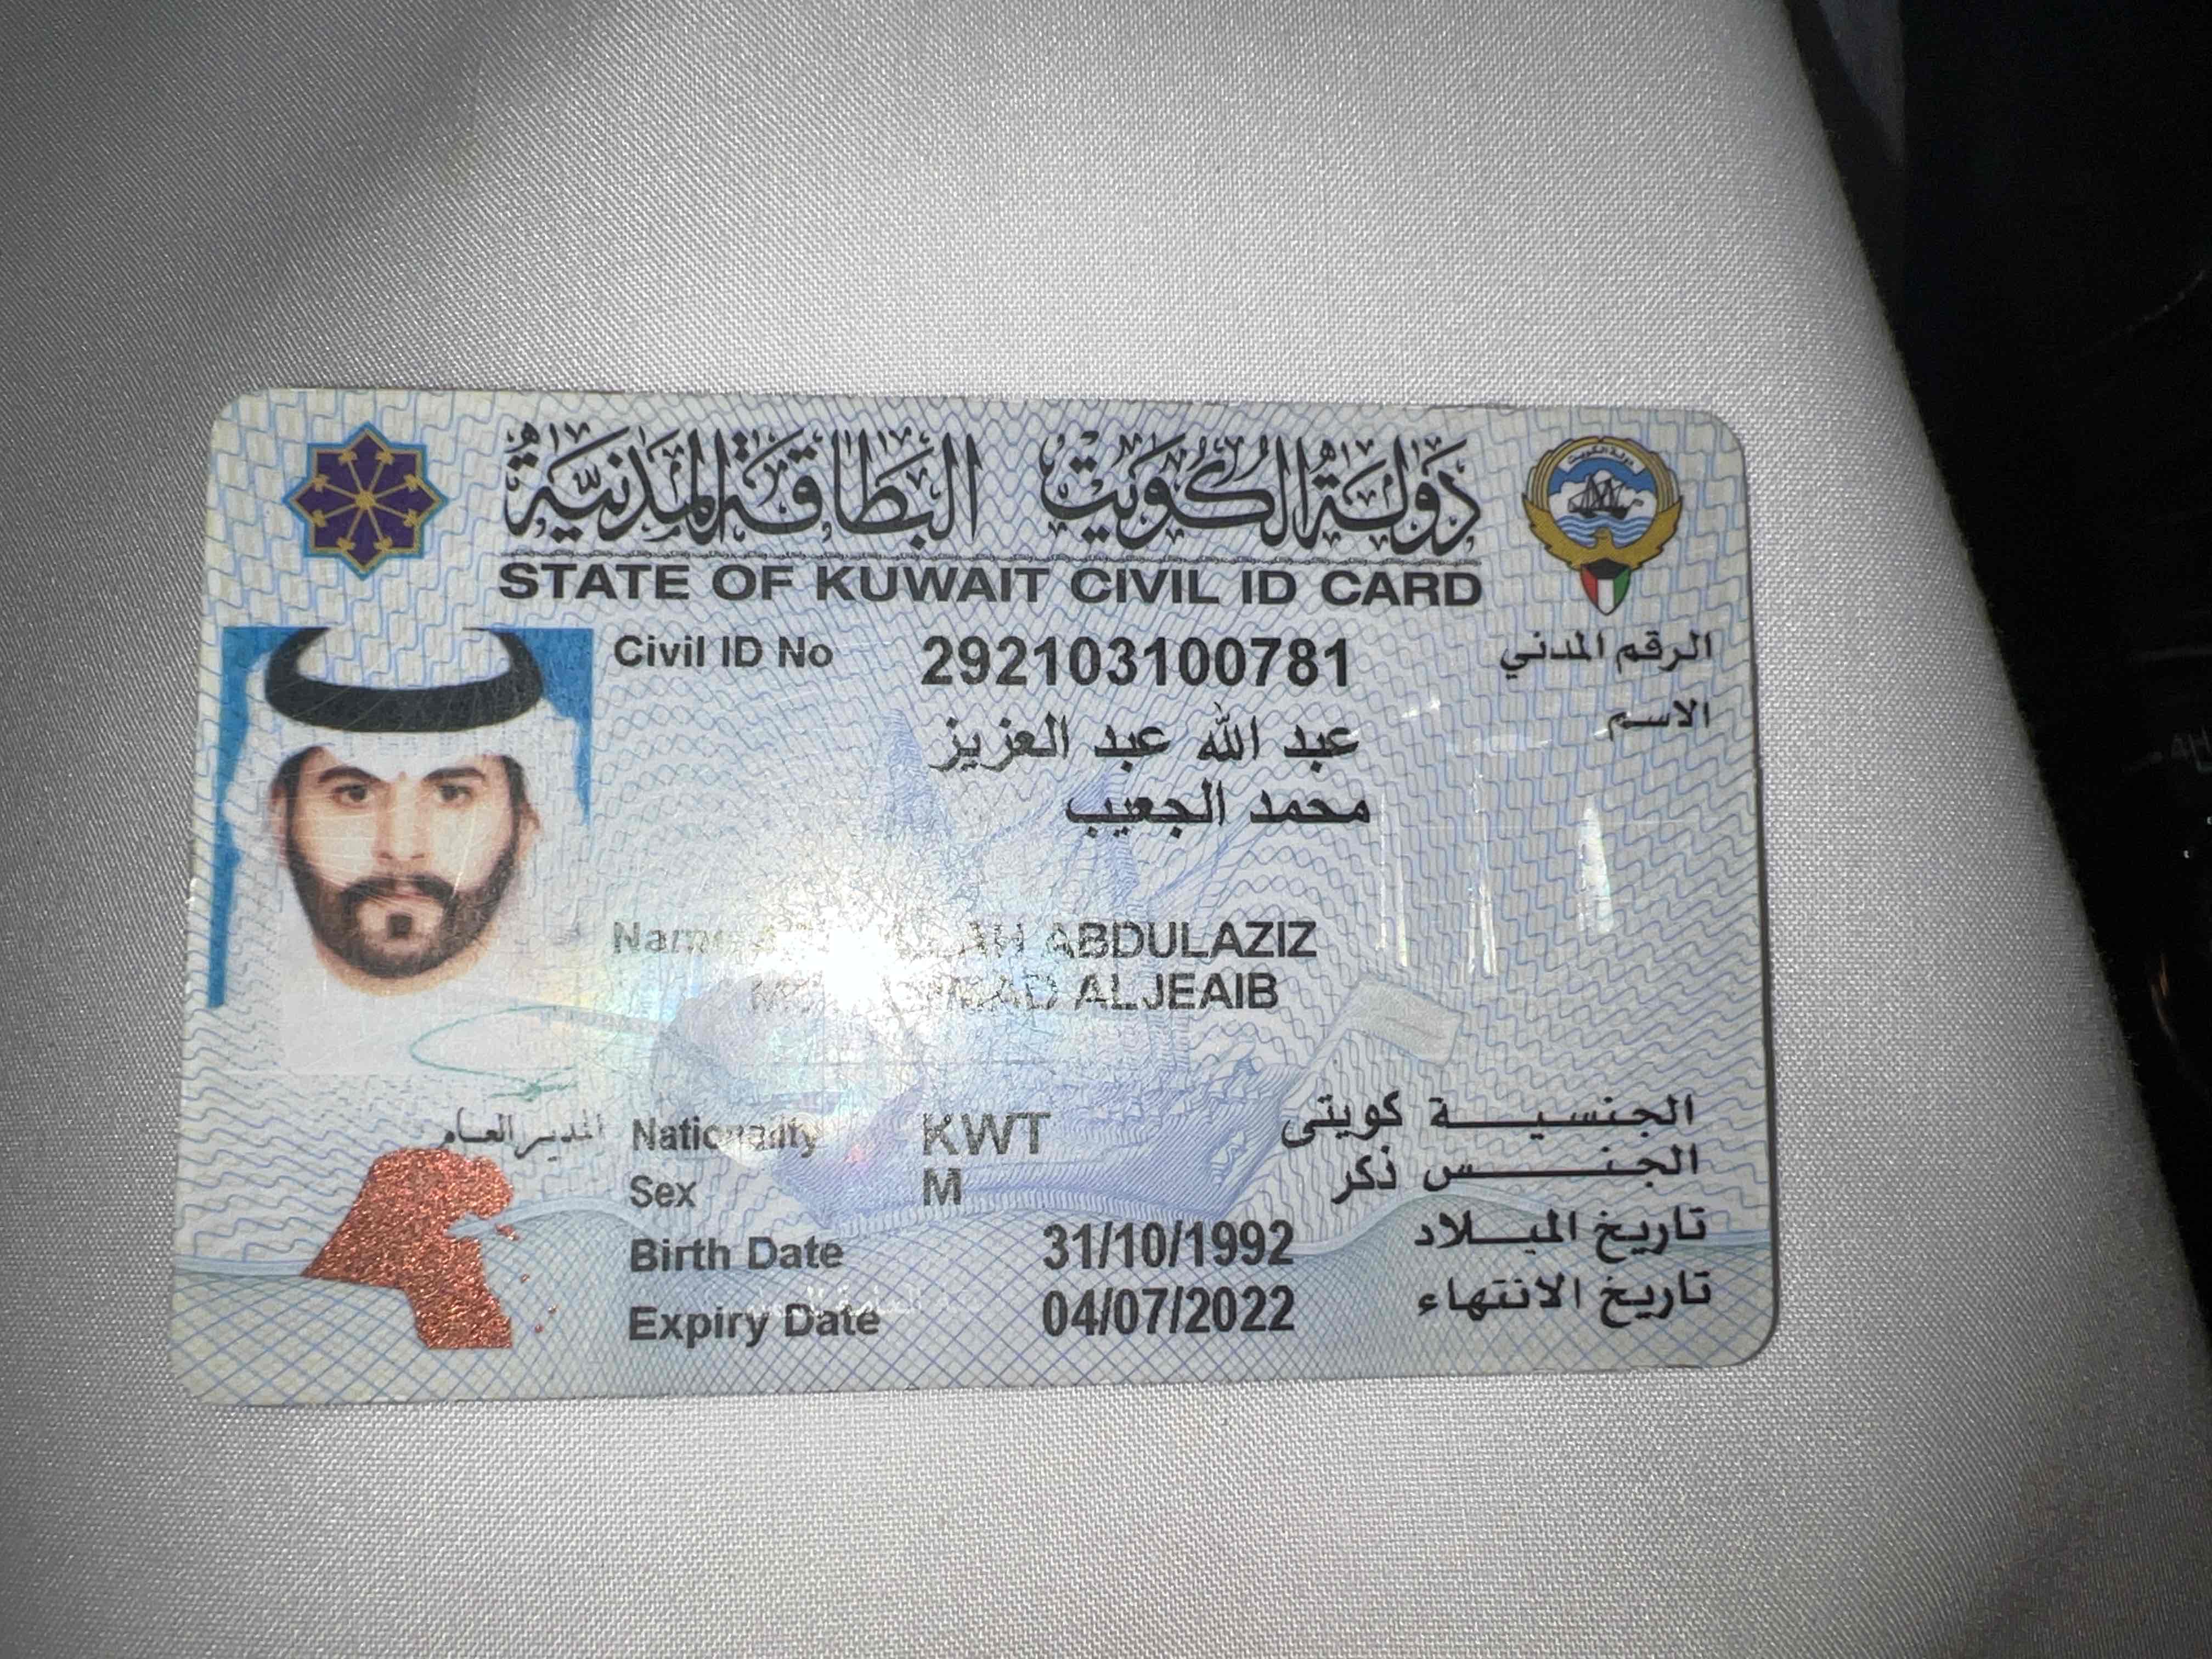 دولة الكويت البطاقة المدنية
STATE OF KUWAIT CIVIL ID CARD
Civil ID No 292103100781 الرقم المدني
الاسم
عبد الله عبد العزيز
محمد الجعيب
ABDULAZIZ
ALJEAIB
المدير العام
Nationality KWT الجنسية كويتي
Sex M الجنس ذكر
Birth Date 31/10/1992 تاريخ الميلاد
Expiry Date 04/07/2022 تاريخ الانتهاء